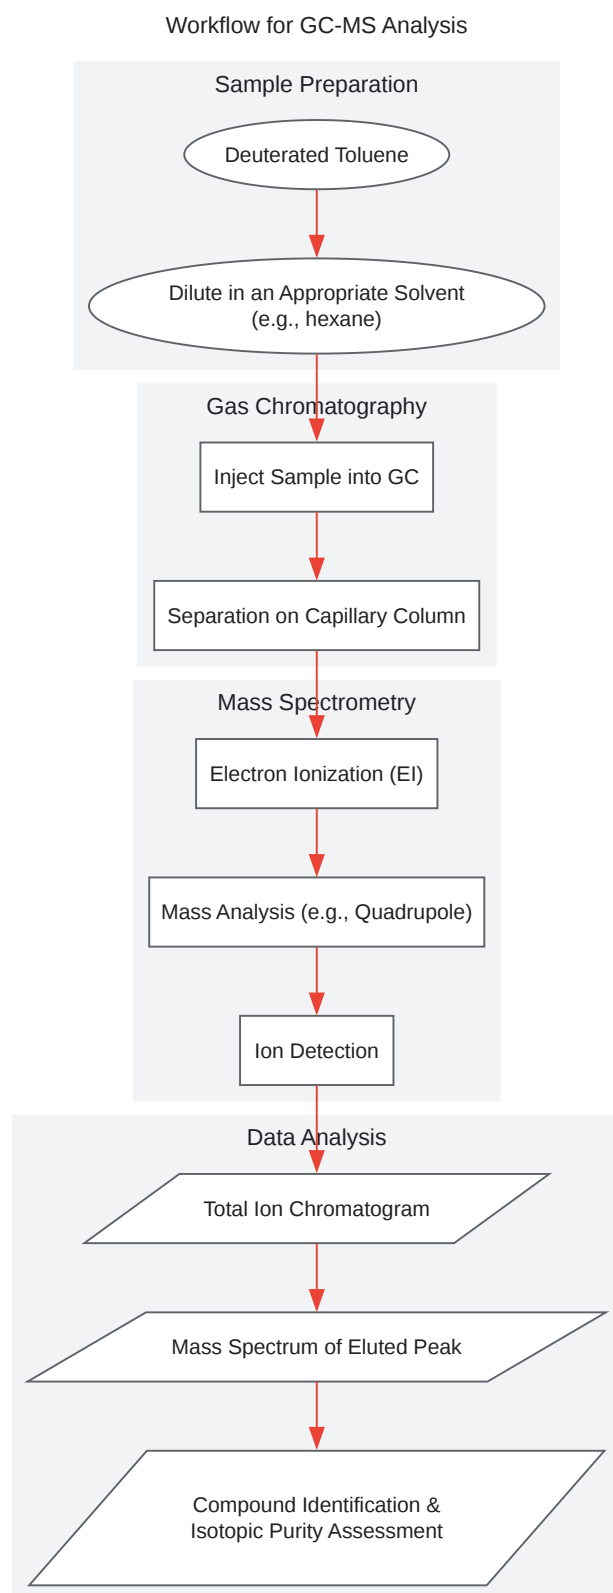 Workflow for GC-MS Analysis
Sample Preparation
Deuterated Toluene
Dilute in an Appropriate Solvent
(e.g., hexane)
Gas Chromatography
Inject Sample into GC
Separation on Capillary Column
Mass Spectrometry
Electron Ionization (EI)
Mass Analysis (e.g., Quadrupole)
Ion Detection
Data Analysis
Total Ion Chromatogram
Mass Spectrum of Eluted Peak
Compound Identification &
Isotopic Purity Assessment